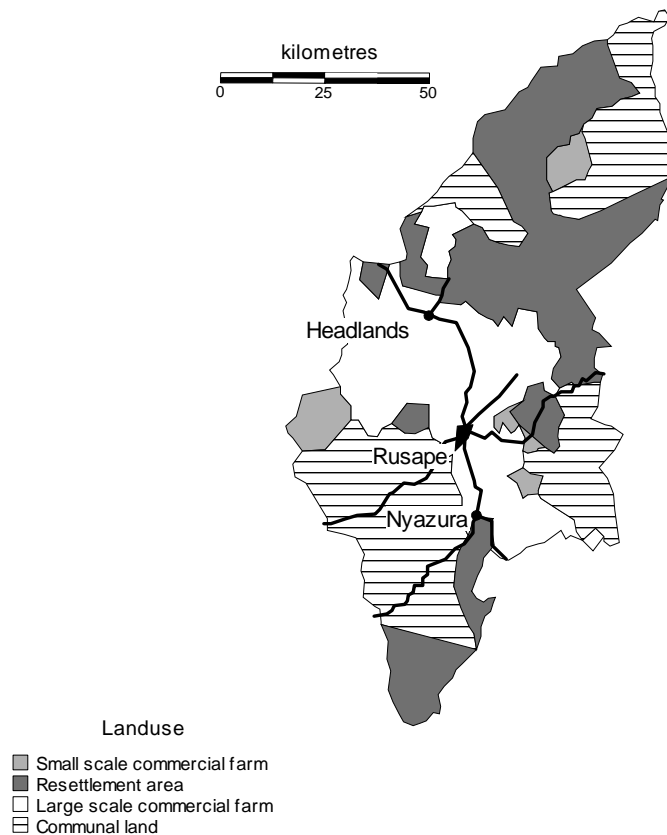 kilometres
0 25 50
Headlands
Rusape
Nyazura
Landuse
Small scale commercial farm
Resettlement area
Large scale commercial farm
Communal land